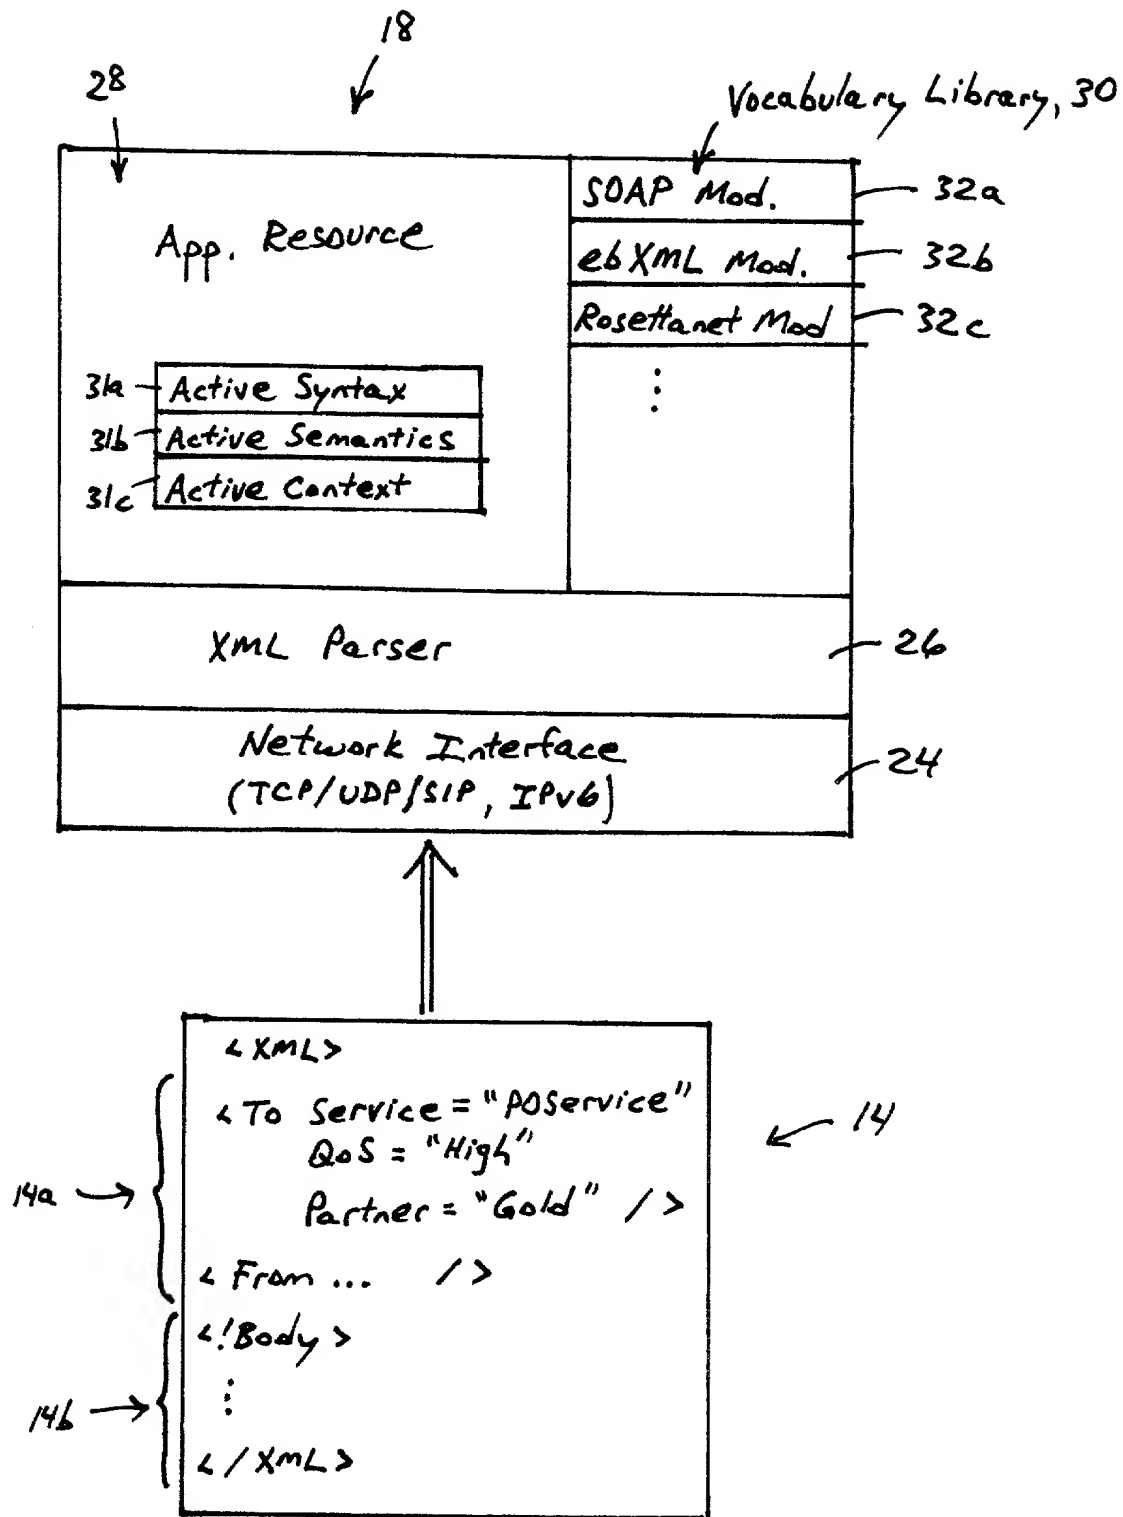 18
28
Vocabulary Library, 30
SOAP Mod.
32a
App. Resource
ebXML Mod.
32b
Rosettanet Mod
32c
⋮
31a
Active Syntax
31b
Active Semantics
31c
Active Context
XML Parser
26
Network Interface
24
(TCP/UDP/SIP, IPv6)
<XML>
<To Service = "POService"
14
QoS = "High"
14a
Partner = "Gold" />
<From ... />
<!Body>
14b
⋮
</XML>